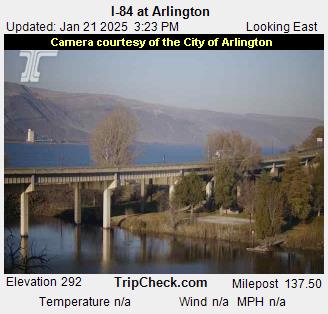 I-84 at Arlington
Updated: Jan 21 2025 3:23 PM Looking East
Camera courtesy of the City of Arlington
Elevation 292 TripCheck.com Milepost 137.50
Temperature n/a Wind n/a MPH n/a